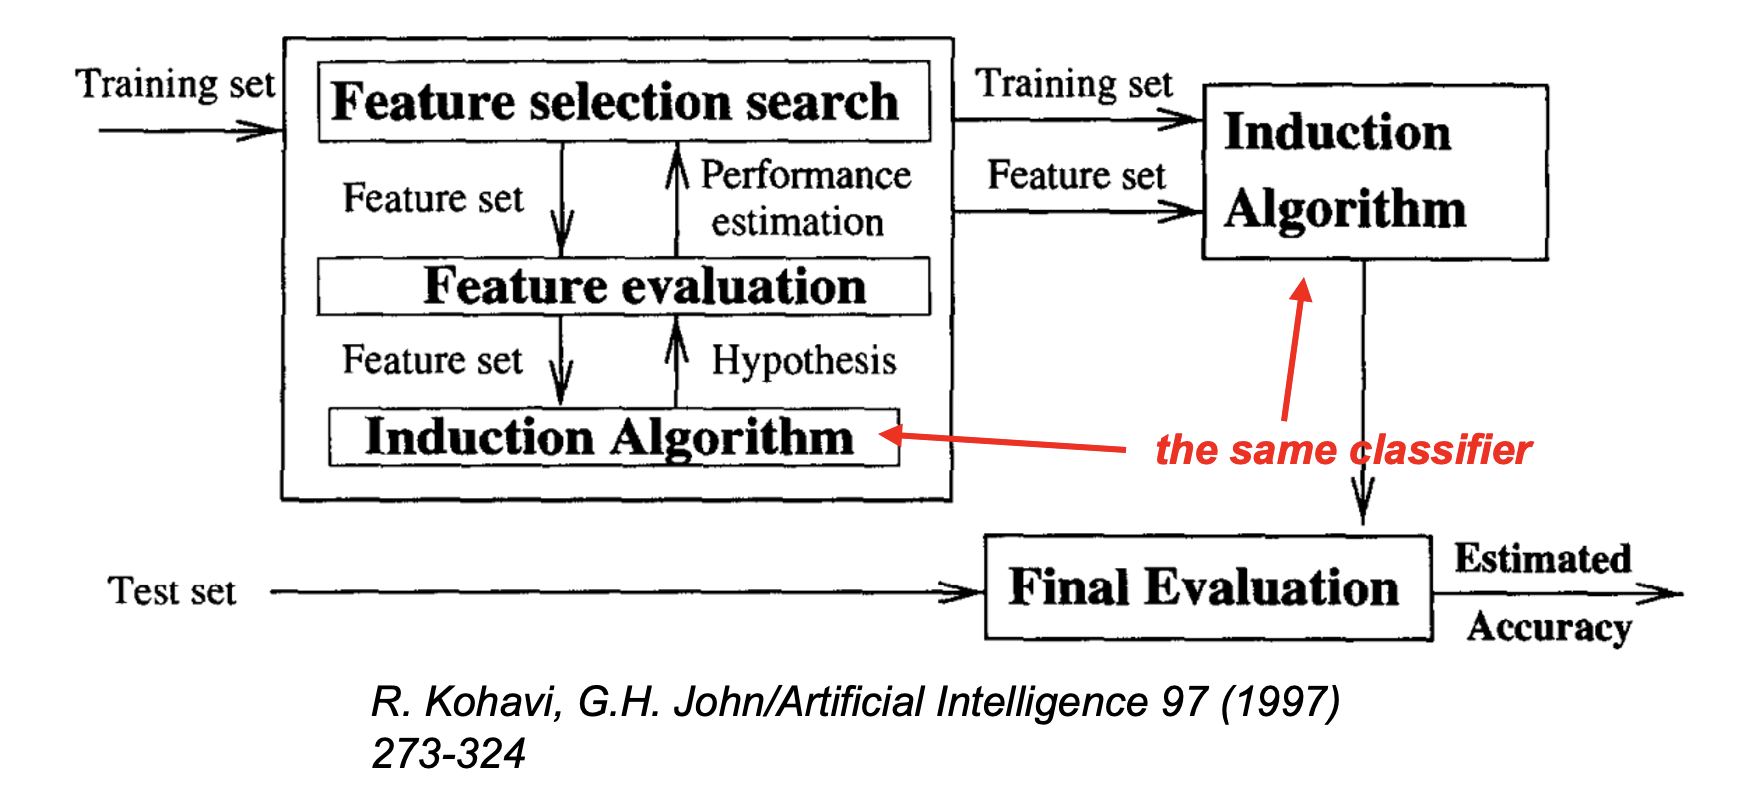 Training set
Feature selection search
Feature set
Performance
estimation
Feature evaluation
Feature set
Hypothesis
Induction Algorithm
Training set
Feature set
Induction
Algorithm
the same classifier
Test set
Final Evaluation
Estimated
Accuracy
R. Kohavi, G.H. John/Artificial Intelligence 97 (1997)
273-324